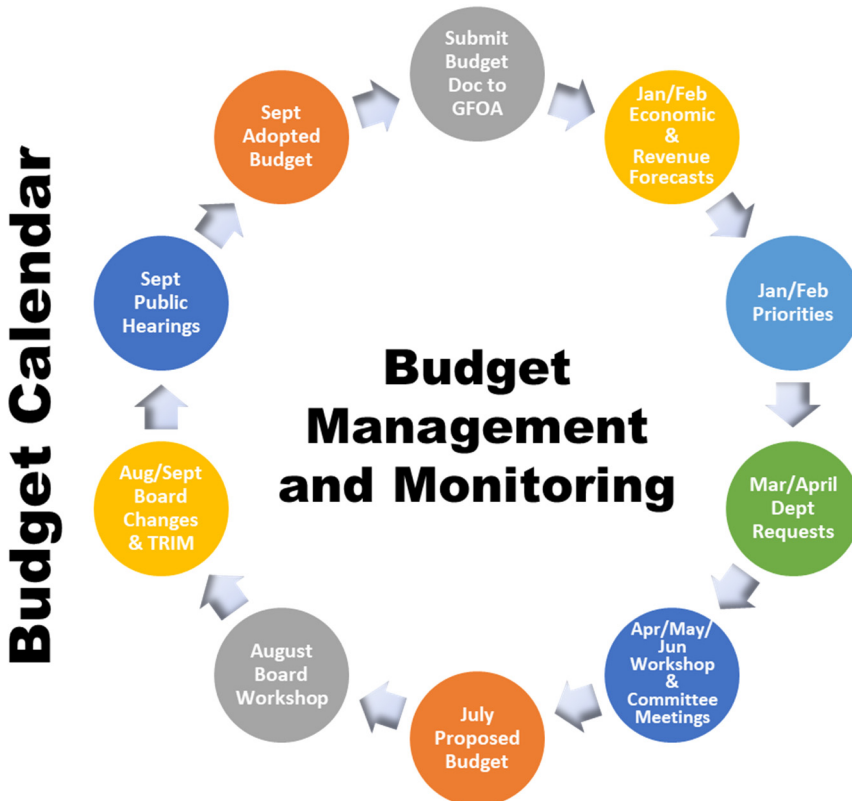 Budget Calendar
Submit
Budget
Doc to
GFOA
Jan/Feb
Economic
&
Revenue
Forecasts
Jan/Feb
Priorities
Mar/April
Dept
Requests
Apr/May/
Jun
Workshop
&
Committee
Meetings
July
Proposed
Budget
August
Board
Workshop
Aug/Sept
Board
Changes
& TRIM
Sept
Public
Hearings
Sept
Adopted
Budget
Budget
Management
and Monitoring